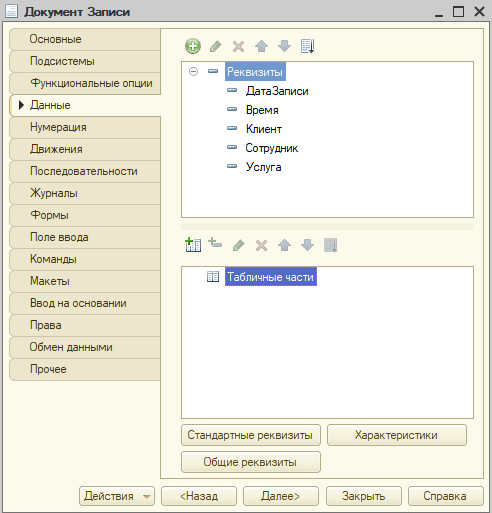 Документ Записи
Основные
Подсистемы
Функциональные опции
Данные
Нумерация
Движения
Последовательности
Журналы
Формы
Поле ввода
Команды
Макеты
Ввод на основании
Права
Обмен данными
Прочее
Реквизиты
ДатаЗаписи
Время
Клиент
Сотрудник
Услуга
Табличные части
Стандартные реквизиты
Характеристики
Общие реквизиты
Действия
<Назад
Далее>
Закрыть
Справка